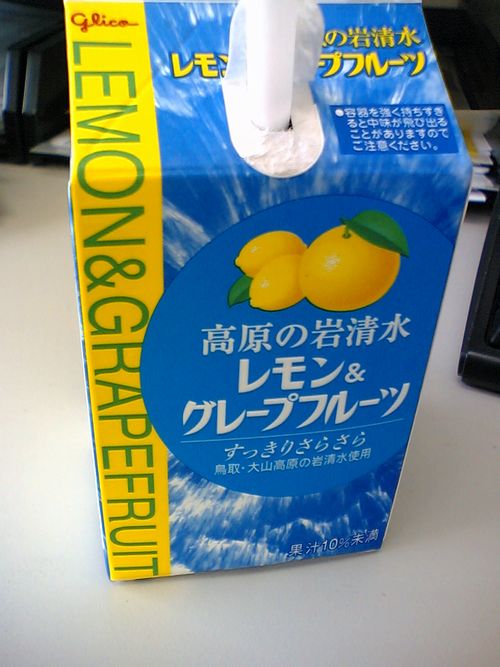 Glico
の岩清水
レモン プフルーツ
●容器を強く持ちすぎ
ると中味が飛び出る
ことがありますので
ご注意ください。
LEMON&GRAPEFRUIT
高原の岩清水
レモン&
グレープフルーツ
すっきりさらさら
鳥取・大山高原の岩清水使用
果汁10%未満